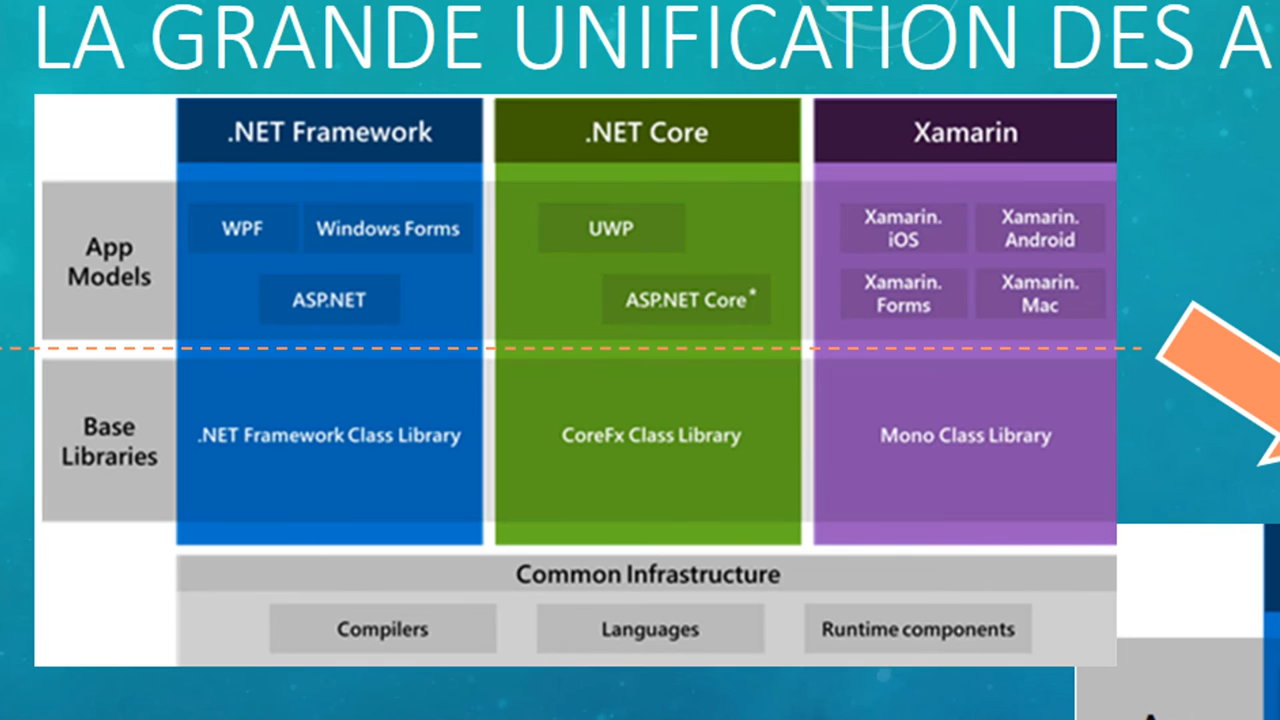 LA GRANDE UNIFICATION DES A
.NET Framework
.NET Core
Xamarin
App
Models
WPF
Windows Forms
ASP.NET
UWP
ASP.NET Core*
Xamarin.
iOS
Xamarin.
Android
Xamarin.
Forms
Xamarin.
Mac
Base
Libraries
.NET Framework Class Library
CoreFx Class Library
Mono Class Library
Common Infrastructure
Compilers
Languages
Runtime components